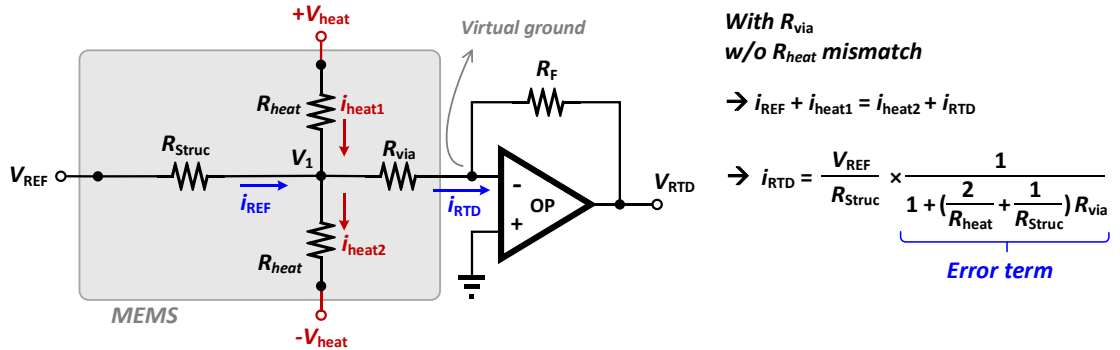 +Vheat
Virtual ground
RF
Rheat
iheat1
RStruc
V1
Rvia
VREF
iREF
iRTD
-
OP
+
VRTD
iheat2
Rheat
MEMS
-Vheat
With Rvia
w/o Rheat mismatch
→ iREF + iheat1 = iheat2 + iRTD
→ iRTD = VREF / RStruc × 1 / (1 + (2 / Rheat + 1 / RStruc) Rvia)
Error term